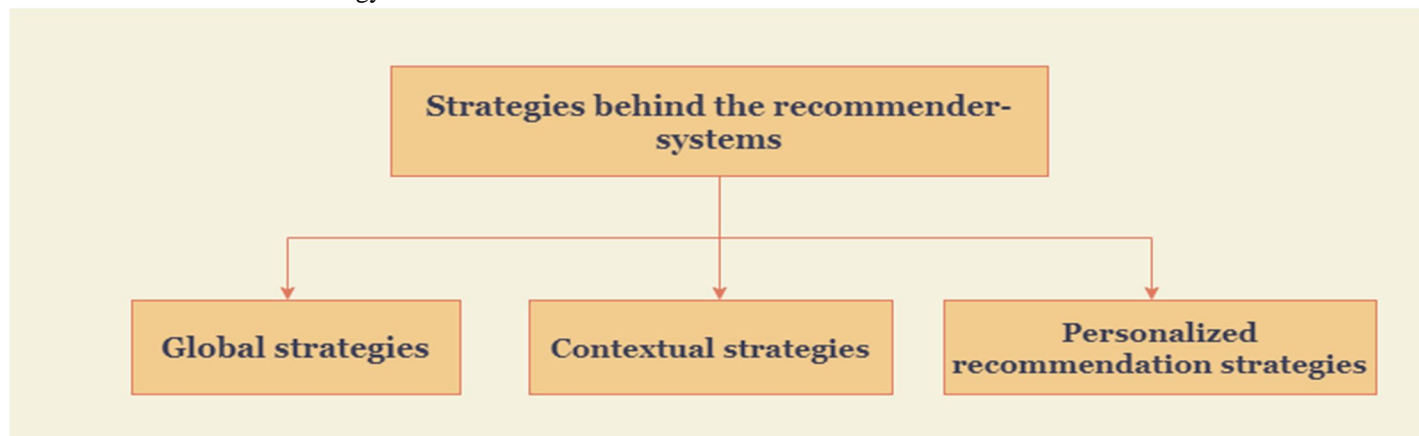 Strategies behind the recommender-
systems
Global strategies
Contextual strategies
Personalized
recommendation strategies